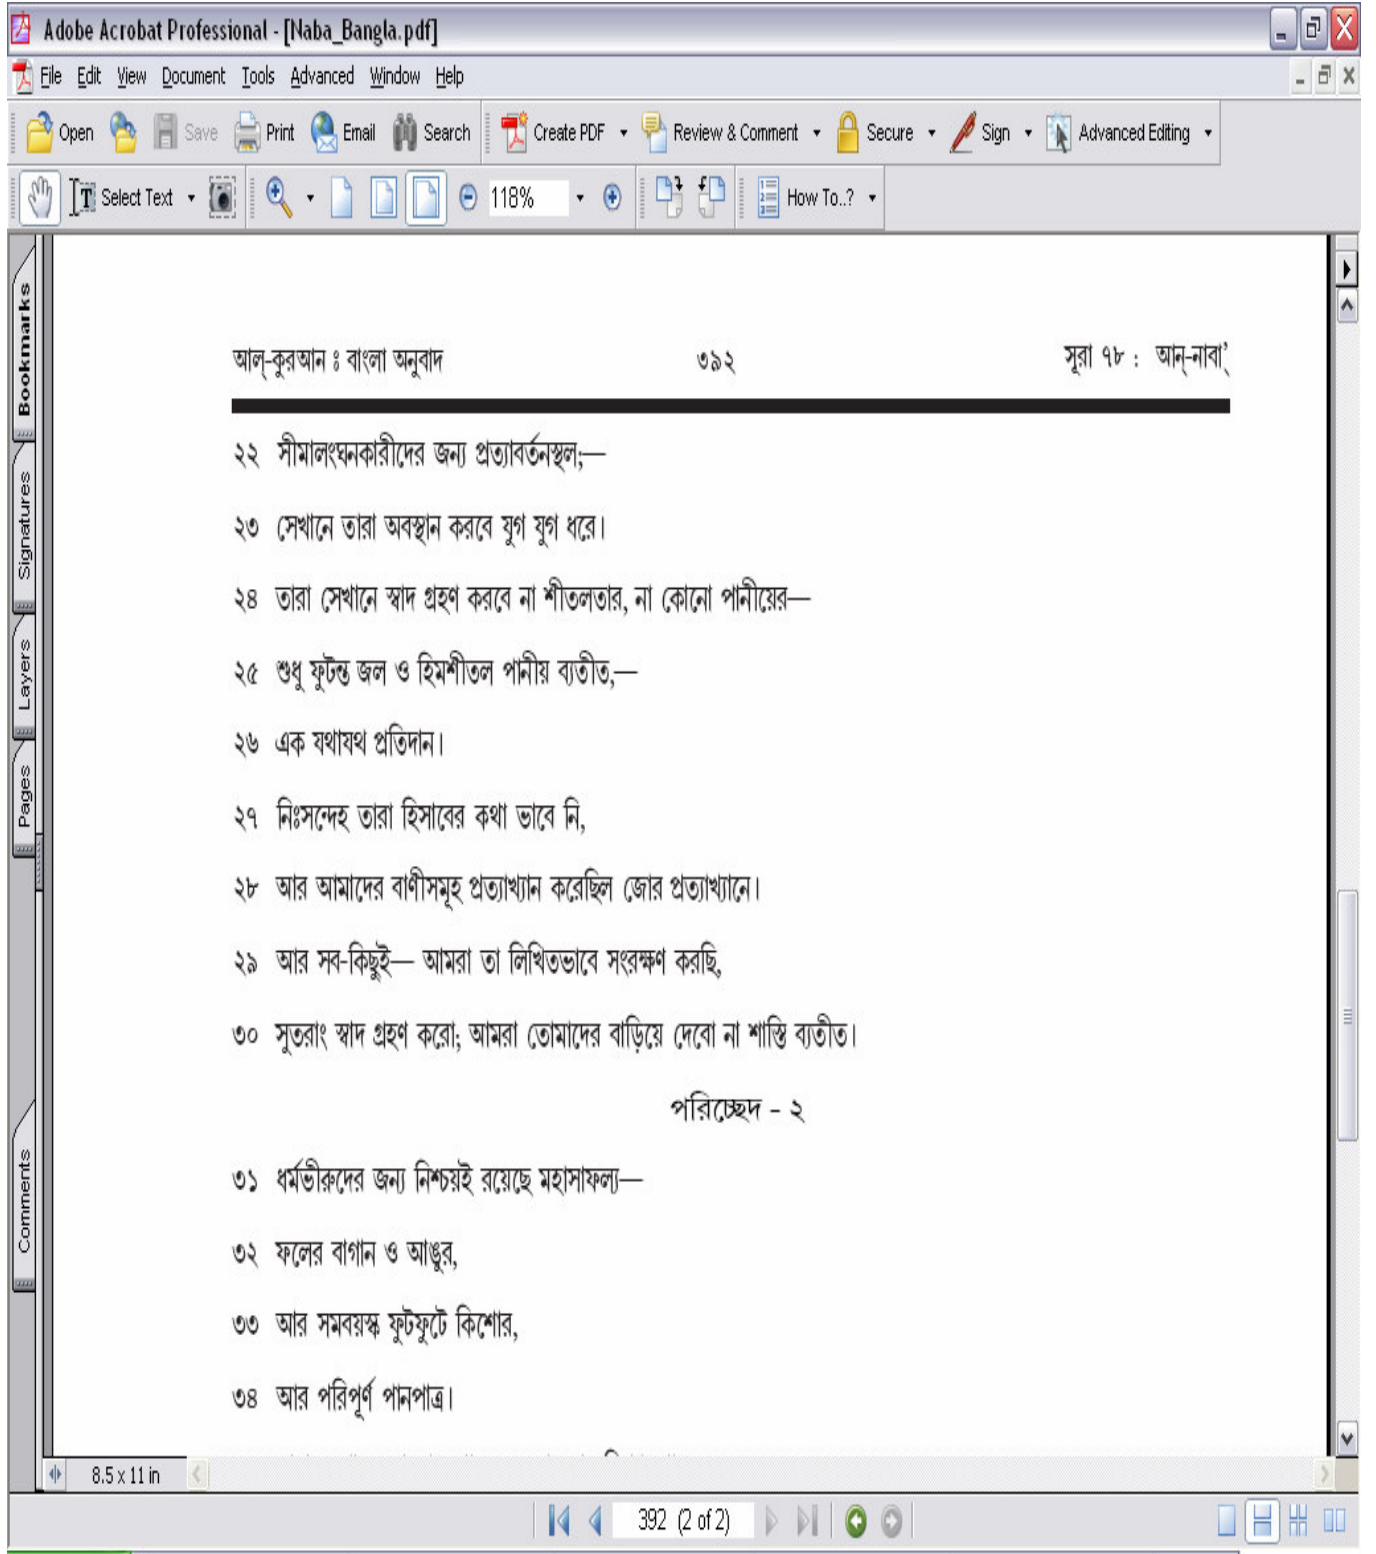 Adobe Acrobat Professional - [Naba_Bangla.pdf]
File Edit View Document Tools Advanced Window Help
Open Save Print Email Search Create PDF Review & Comment Secure Sign Advanced Editing
Select Text 118% How To..?
Bookmarks
Signatures
Layers
Pages
Comments
আল্-কুরআন ঃ বাংলা অনুবাদ ৩৯২ সূরা ৭৮ : আন্-নাবা’
২২ সীমালংঘনকারীদের জন্য প্রত্যাবর্তনস্থল;—
২৩ সেখানে তারা অবস্থান করবে যুগ যুগ ধরে।
২৪ তারা সেখানে স্বাদ গ্রহণ করবে না শীতলতার, না কোনো পানীয়ের—
২৫ শুধু ফুটন্ত জল ও হিমশীতল পানীয় ব্যতীত,—
২৬ এক যথাযথ প্রতিদান।
২৭ নিঃসন্দেহ তারা হিসাবের কথা ভাবে নি,
২৮ আর আমাদের বাণীসমূহ প্রত্যাখ্যান করেছিল জোর প্রত্যাখ্যানে।
২৯ আর সব-কিছুই— আমরা তা লিখিতভাবে সংরক্ষণ করছি,
৩০ সুতরাং স্বাদ গ্রহণ করো; আমরা তোমাদের বাড়িয়ে দেবো না শাস্তি ব্যতীত।
পরিচ্ছেদ - ২
৩১ ধর্মভীরুদের জন্য নিশ্চয়ই রয়েছে মহাসাফল্য—
৩২ ফলের বাগান ও আঙুর,
৩৩ আর সমবয়স্ক ফুটফুটে কিশোর,
৩৪ আর পরিপূর্ণ পানপাত্র।
8.5 x 11 in
392 (2 of 2)